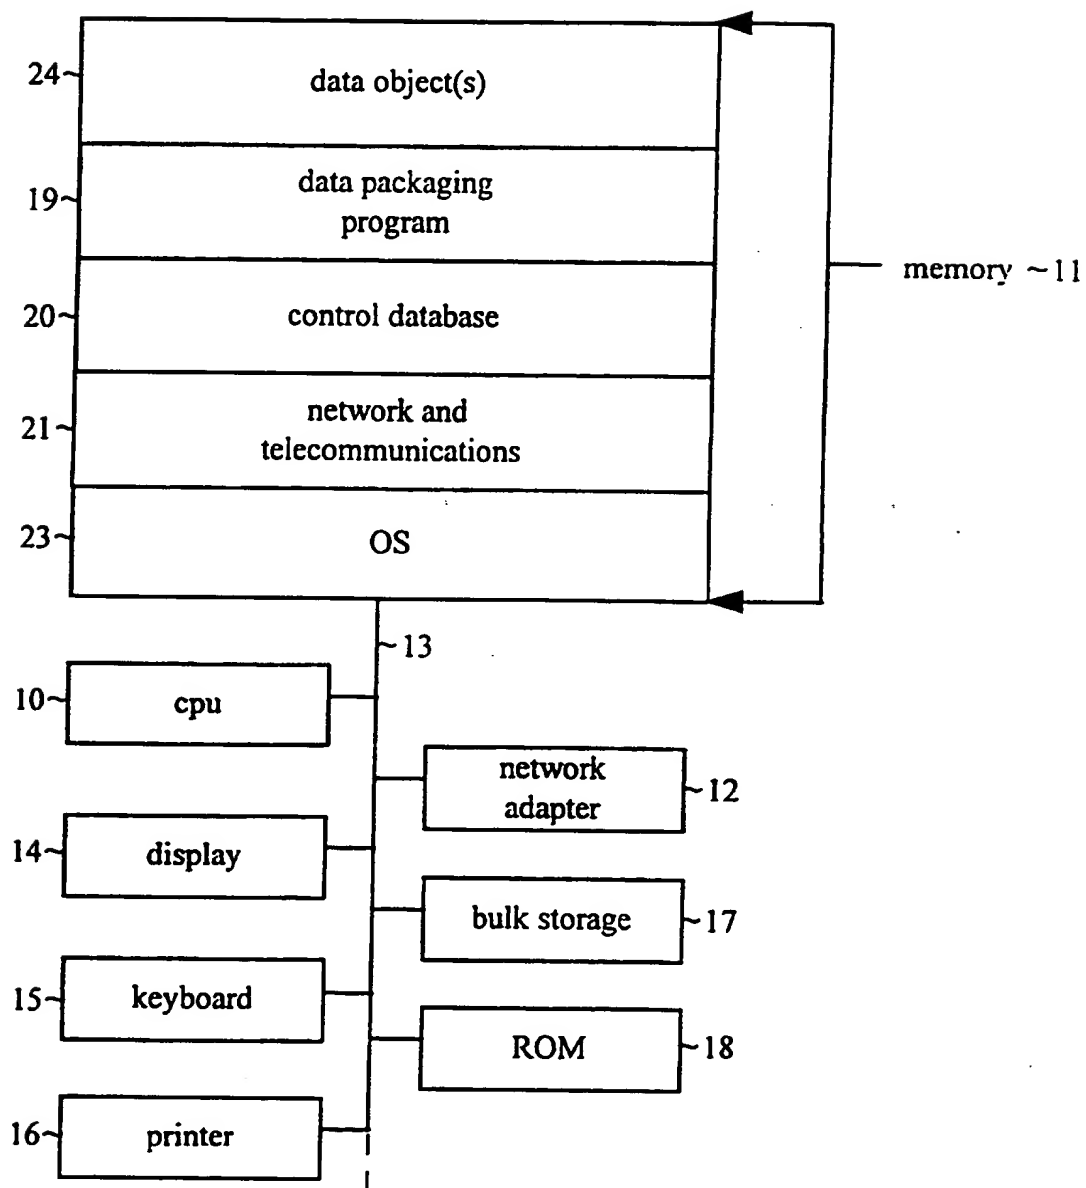 24~ data object(s)
19~ data packaging
program
memory ~11
20~ control database
21~ network and
telecommunications
23~ OS
~13
10~ cpu
network
adapter ~12
14~ display
bulk storage ~17
15~ keyboard
ROM ~18
16~ printer